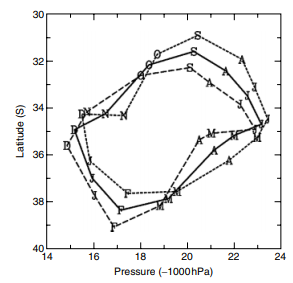 30
S
O S A
32
O S A
O A J
J
J
34
N N N
J
D
M M J
A
D
A
36
A
J
J
F M
38
F M
M
F
40
14 16 18 20 22 24
Latitude (S)
Pressure (−1000hPa)